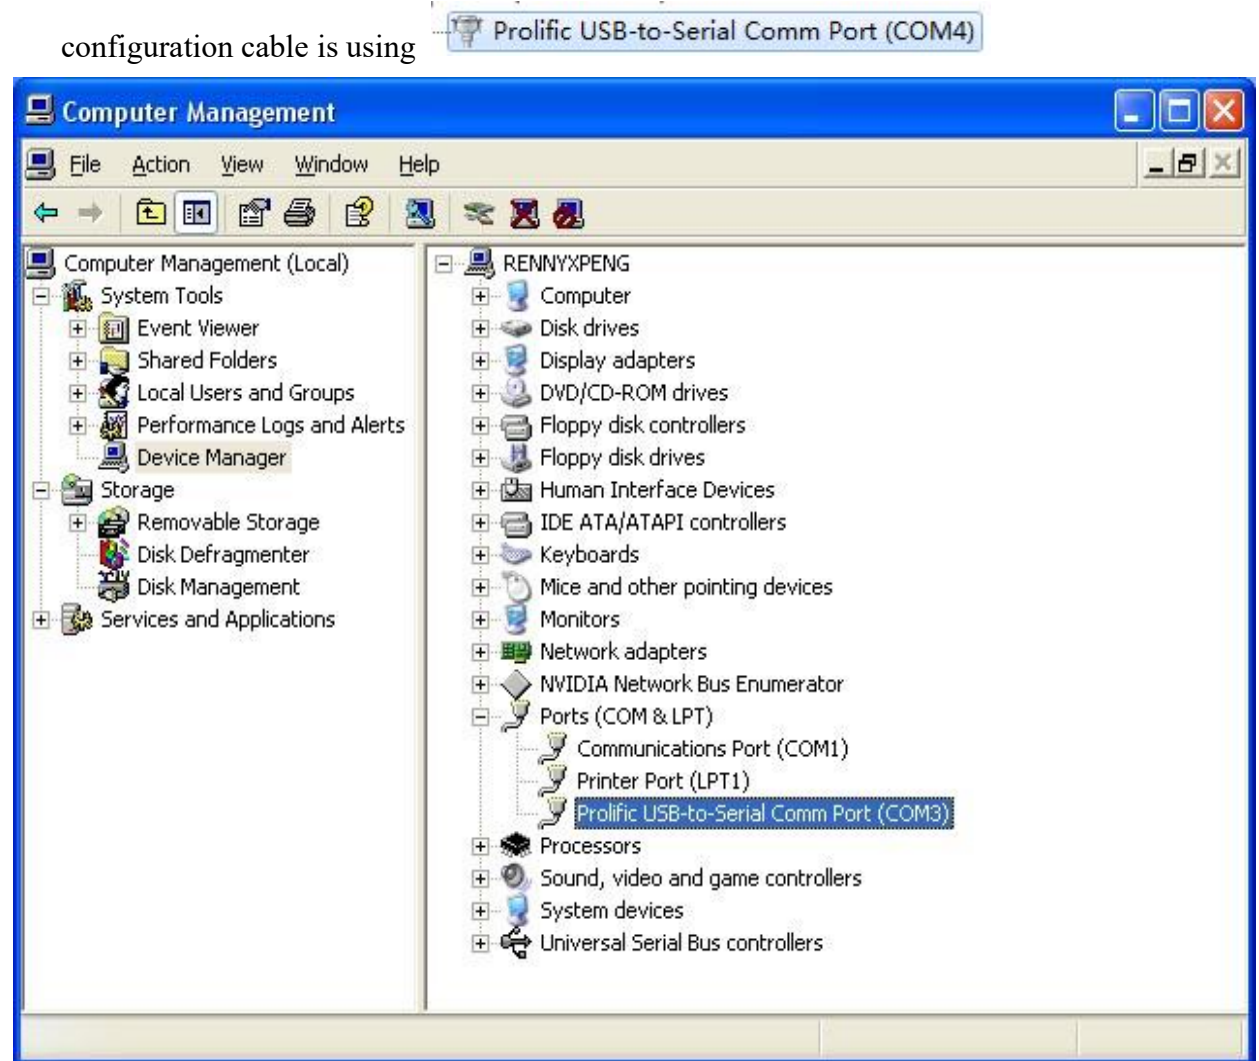 configuration cable is using Prolific USB-to-Serial Comm Port (COM4)
Computer Management
File Action View Window Help
Computer Management (Local)
System Tools
Event Viewer
Shared Folders
Local Users and Groups
Performance Logs and Alerts
Device Manager
Storage
Removable Storage
Disk Defragmenter
Disk Management
Services and Applications
RENNYXPENG
Computer
Disk drives
Display adapters
DVD/CD-ROM drives
Floppy disk controllers
Floppy disk drives
Human Interface Devices
IDE ATA/ATAPI controllers
Keyboards
Mice and other pointing devices
Monitors
Network adapters
NVIDIA Network Bus Enumerator
Ports (COM & LPT)
Communications Port (COM1)
Printer Port (LPT1)
Prolific USB-to-Serial Comm Port (COM3)
Processors
Sound, video and game controllers
System devices
Universal Serial Bus controllers